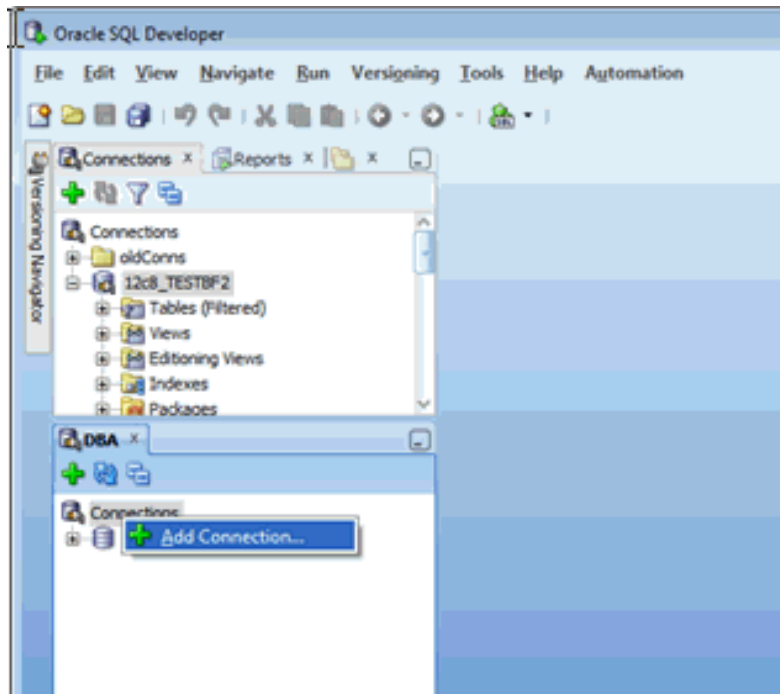 Oracle SQL Developer
File Edit View Navigate Run Versioning Tools Help Automation
Versioning Navigator
Connections x Reports x x
Connections
oldConns
12c8_TEST8F2
Tables (Filtered)
Views
Editioning Views
Indexes
Packages
DBA x
Connections
Add Connection...